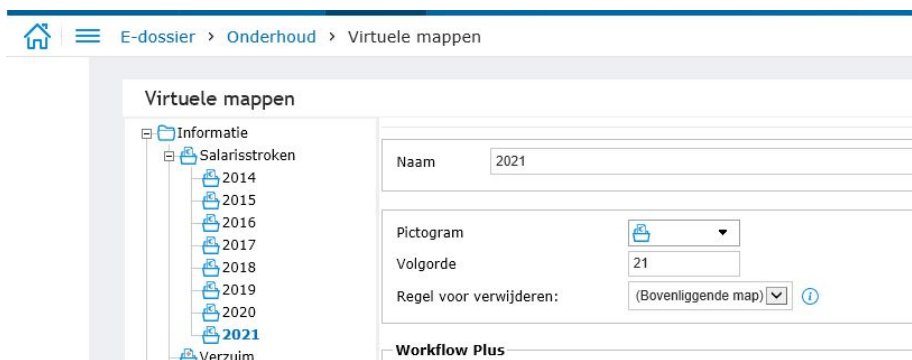 E-dossier > Onderhoud > Virtuele mappen
Virtuele mappen
Informatie
Salarisstroken
2014
2015
2016
2017
2018
2019
2020
2021
Verzuim
Naam 2021
Pictogram
Volgorde 21
Regel voor verwijderen: (Bovenliggende map)
Workflow Plus